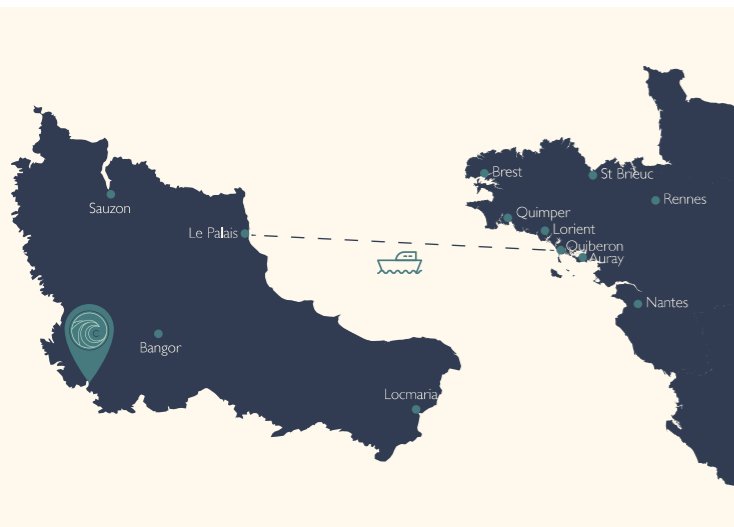 Brest
St Brieuc
Rennes
Sauzon
Quimper
Lorient
Le Palais
Quiberon
Auray
Nantes
Bangor
Locmaria